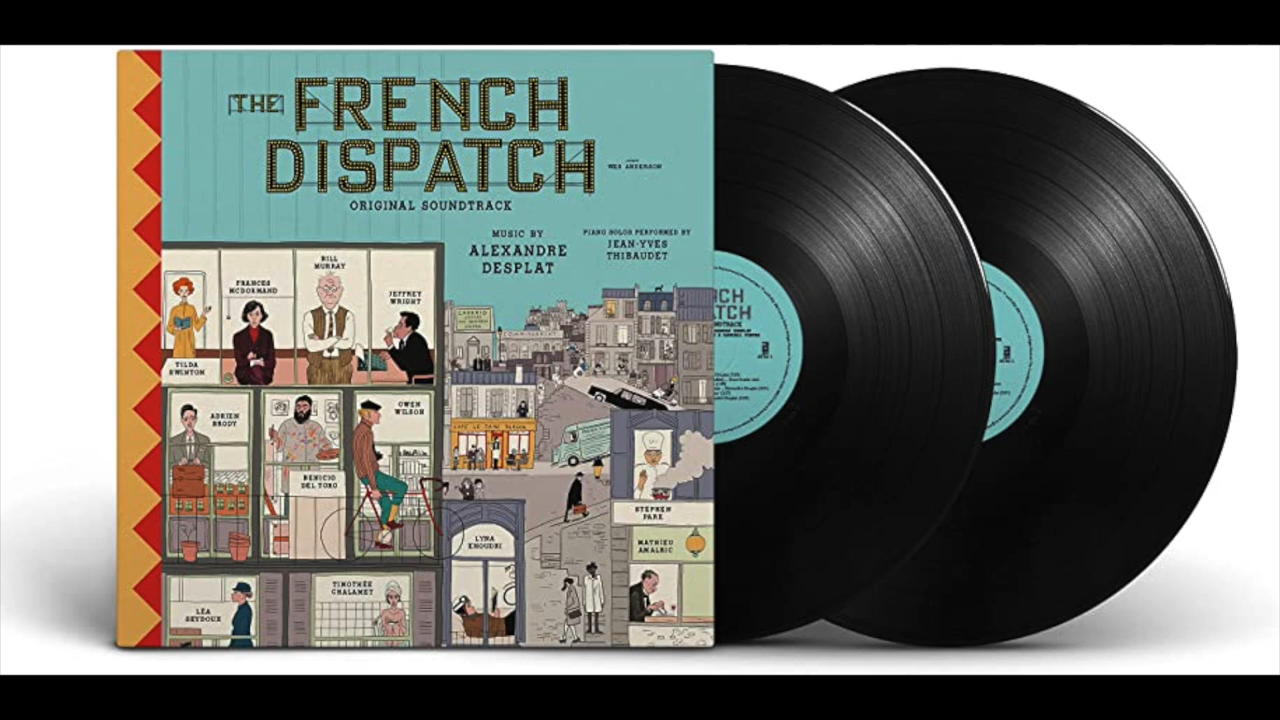 THE FRENCH
DISPATCH
WES ANDERSON
ORIGINAL SOUNDTRACK
MUSIC BY
ALEXANDRE
DESPLAT
PIANO SOLOS PERFORMED BY
JEAN-YVES
THIBAUDET
TILDA
SWINTON
FRANCES
MCDORMAND
BILL
MURRAY
JEFFREY
WRIGHT
ADRIEN
BRODY
BENICIO
DEL TORO
OWEN
WILSON
LÉA
SEYDOUX
TIMOTHÉE
CHALAMET
LYNA
KHOUDRI
STEPHEN
PARK
MATHIEU
AMALRIC
CAFE LE SANS BLAGUE
NCH
ATCH